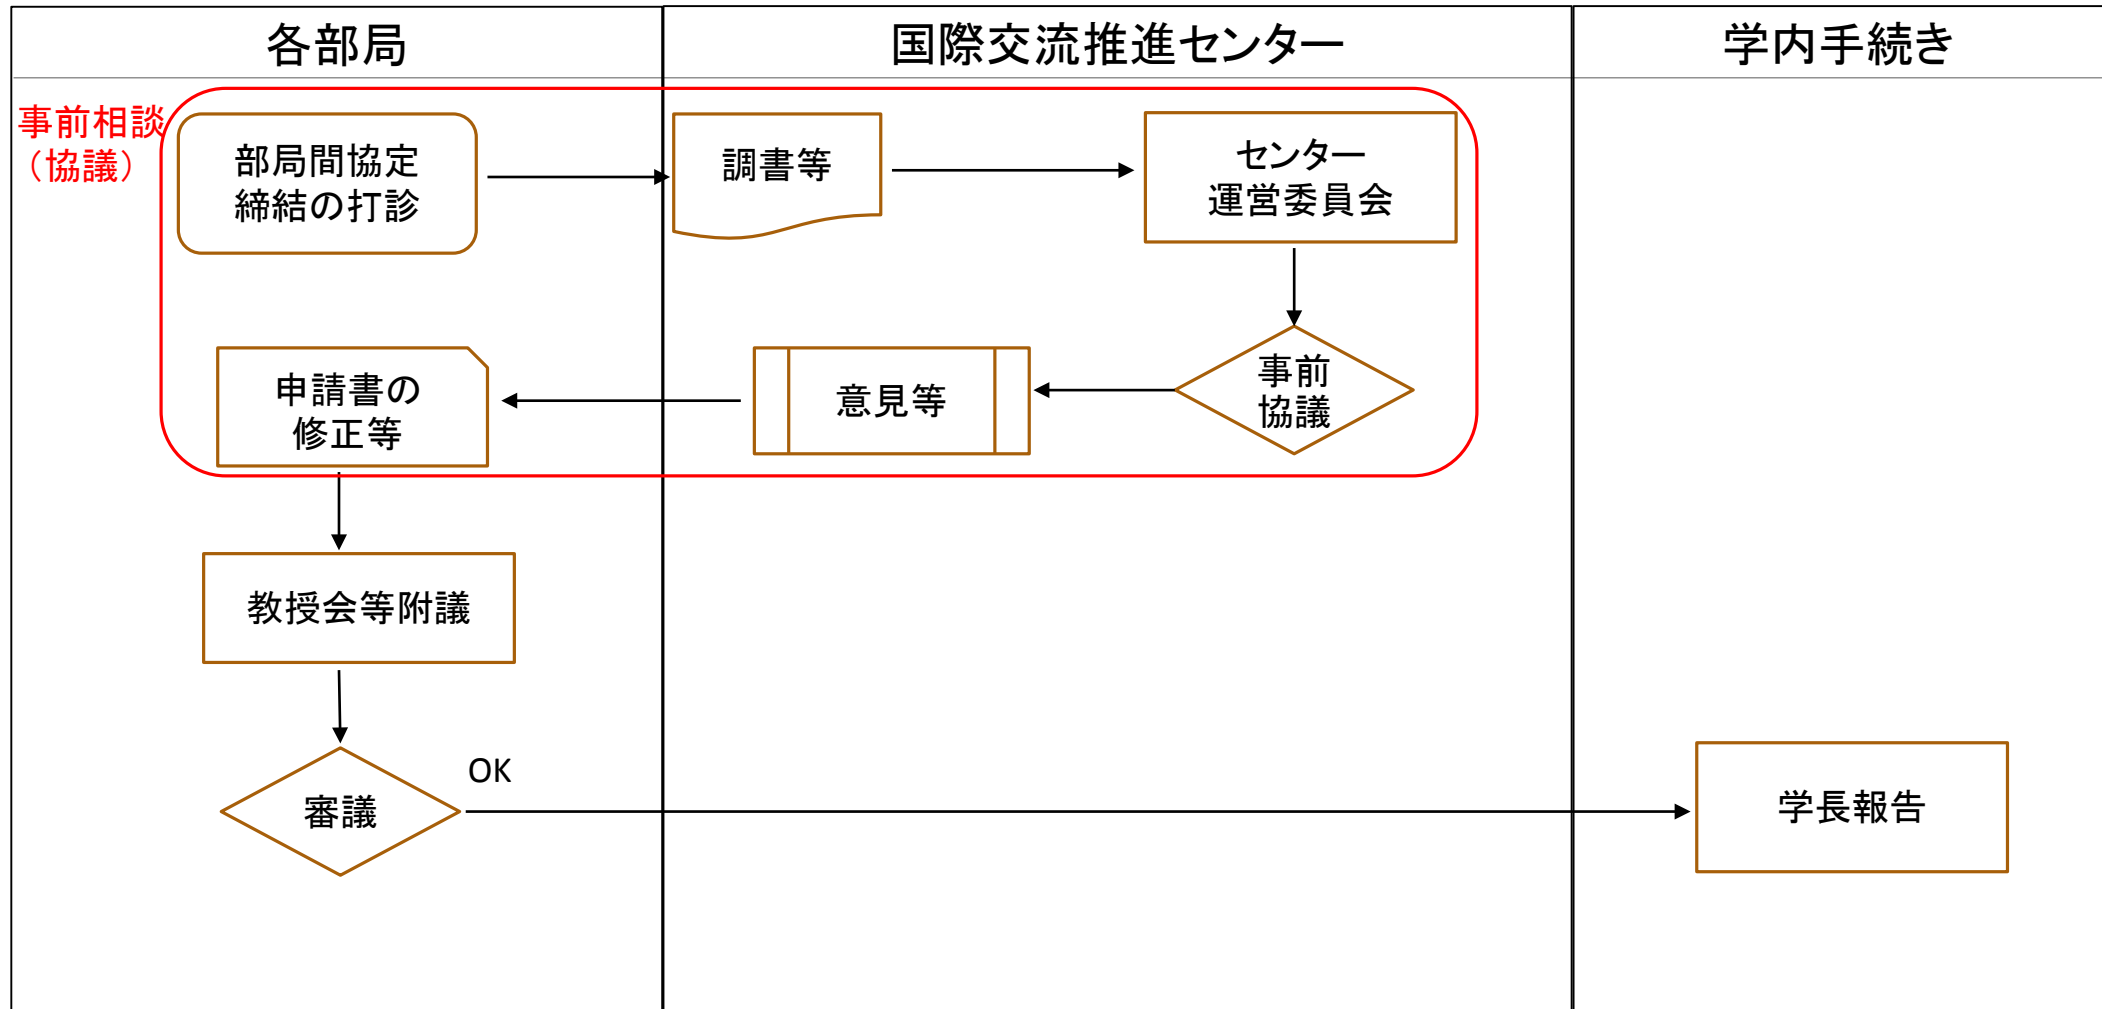 各部局
国際交流推進センター
学内手続き
事前相談
（協議）
部局間協定
締結の打診
調書等
センター
運営委員会
事前
協議
意見等
申請書の
修正等
教授会等附議
審議
OK
学長報告